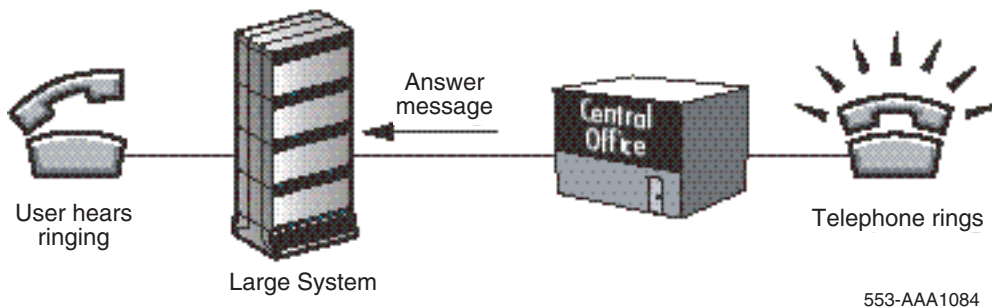 Answer
message
Central
Office
User hears
ringing
Telephone rings
Large System
553-AAA1084